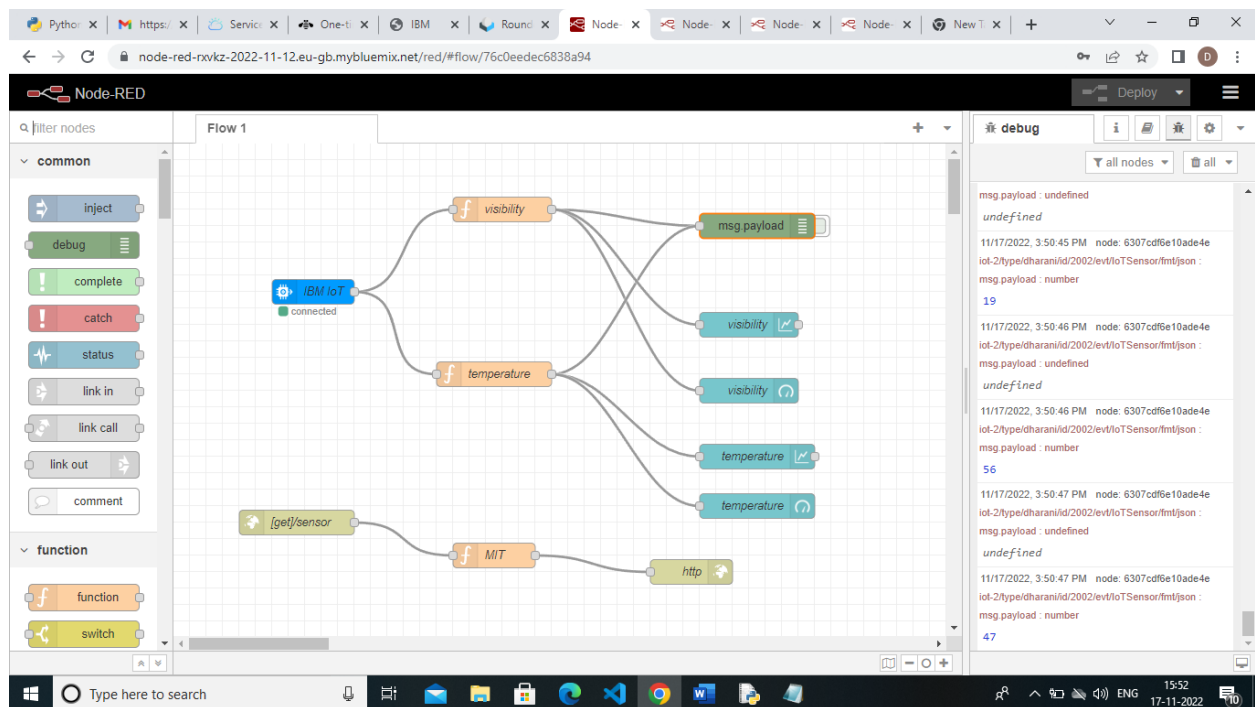 Python
https:/
Service
One-ti
IBM
Round
Node-
Node-
Node-
Node-
New T
node-red-rxvkz-2022-11-12.eu-gb.mybluemix.net/red/#flow/76c0eedec6838a94
D
Node-RED
Deploy
filter nodes
common
inject
debug
complete
catch
status
link in
link call
link out
comment
function
function
switch
Flow 1
visibility
msg.payload
IBM IoT
connected
visibility
temperature
visibility
temperature
temperature
[get]/sensor
MIT
http
debug
i
all nodes
all
msg.payload : undefined
undefined
11/17/2022, 3:50:45 PM node: 6307cdf6e10ade4e
iot-2/type/dharani/id/2002/evt/IoTSensor/fmt/json :
msg.payload : number
19
11/17/2022, 3:50:46 PM node: 6307cdf6e10ade4e
iot-2/type/dharani/id/2002/evt/IoTSensor/fmt/json :
msg.payload : undefined
undefined
11/17/2022, 3:50:46 PM node: 6307cdf6e10ade4e
iot-2/type/dharani/id/2002/evt/IoTSensor/fmt/json :
msg.payload : number
56
11/17/2022, 3:50:47 PM node: 6307cdf6e10ade4e
iot-2/type/dharani/id/2002/evt/IoTSensor/fmt/json :
msg.payload : undefined
undefined
11/17/2022, 3:50:47 PM node: 6307cdf6e10ade4e
iot-2/type/dharani/id/2002/evt/IoTSensor/fmt/json :
msg.payload : number
47
Type here to search
ENG
15:52
17-11-2022
10